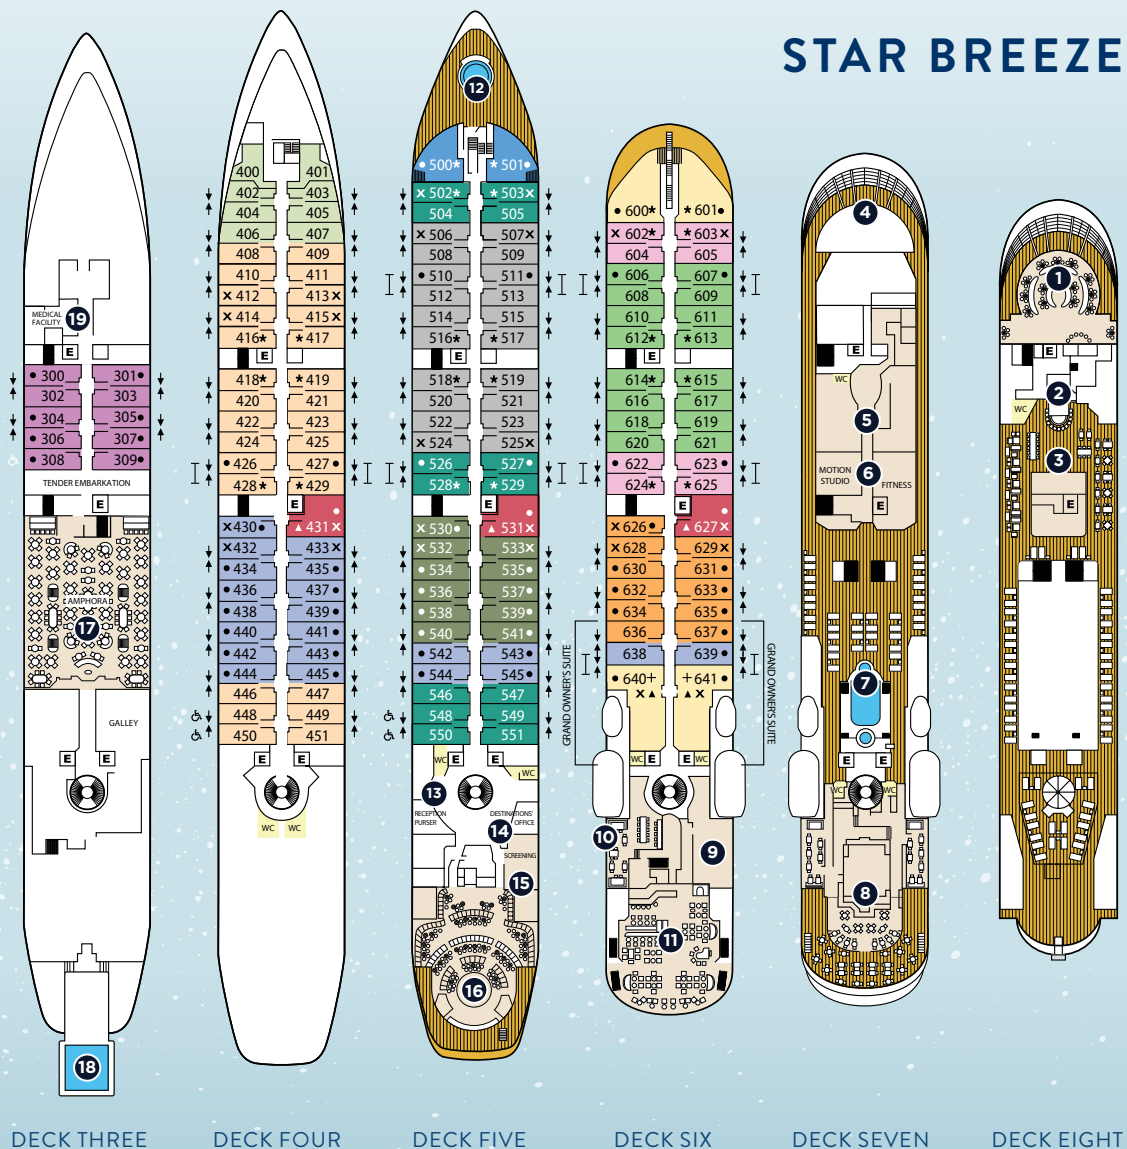 STAR BREEZE
MEDICAL
FACILITY
19
E
● 300 301 ●
302 303
● 304 305 ●
● 306 307 ●
● 308 309 ●
TENDER EMBARKATION
E
AMPHORA
17
GALLEY
E E
18
DECK THREE
400 401
402 403
404 405
406 407
408 409
410 411
× 412 413 ×
× 414 415 ×
416* *417
E
418* *419
420 421
422 423
424 425
● 426 427 ●
428* *429
E
× 430 ● ▲ 431 ×
× 432 433 ×
● 434 435 ●
● 436 437 ●
● 438 439 ●
● 440 441 ●
● 442 443 ●
● 444 445 ●
446 447
448 449
450 451
E E
WC WC
DECK FOUR
12
● 500* *501 ●
× 502* *503 ×
504 505
× 506 507 ×
508 509
● 510 511 ●
512 513
514 515
516* *517
E
518* *519
520 521
522 523
× 524 525 ×
● 526 527 ●
528* *529
E
530 ● ▲ 531 ×
× 532 533 ×
● 534 535 ●
● 536 537 ●
● 538 539 ●
● 540 541 ●
● 542 543 ●
● 544 545 ●
546 547
548 549
550 551
WC E E WC
13
RECEPTION
PURSER
DESTINATIONS'
OFFICE
14
SCREENING
15
16
DECK FIVE
● 600* *601 ●
× 602* *603 ×
604 605
● 606 607 ●
608 609
610 611
612* *613
E
614* *615
616 617
618 619
620 621
● 622 623 ●
624* *625
E
× 626 ● ▲ 627 ×
× 628 629 ×
● 630 631 ●
● 632 633 ●
● 634 635 ●
636 637 ●
638 639 ●
● 640+ +641 ●
× ▲ ▲ ×
GRAND OWNER'S SUITE
GRAND OWNER'S SUITE
WC E E WC
10
9
11
DECK SIX
4
E
WC
5
MOTION
STUDIO
6
FITNESS
E
7
E E
WC WC
8
DECK SEVEN
1
E
2
WC
3
E
DECK EIGHT